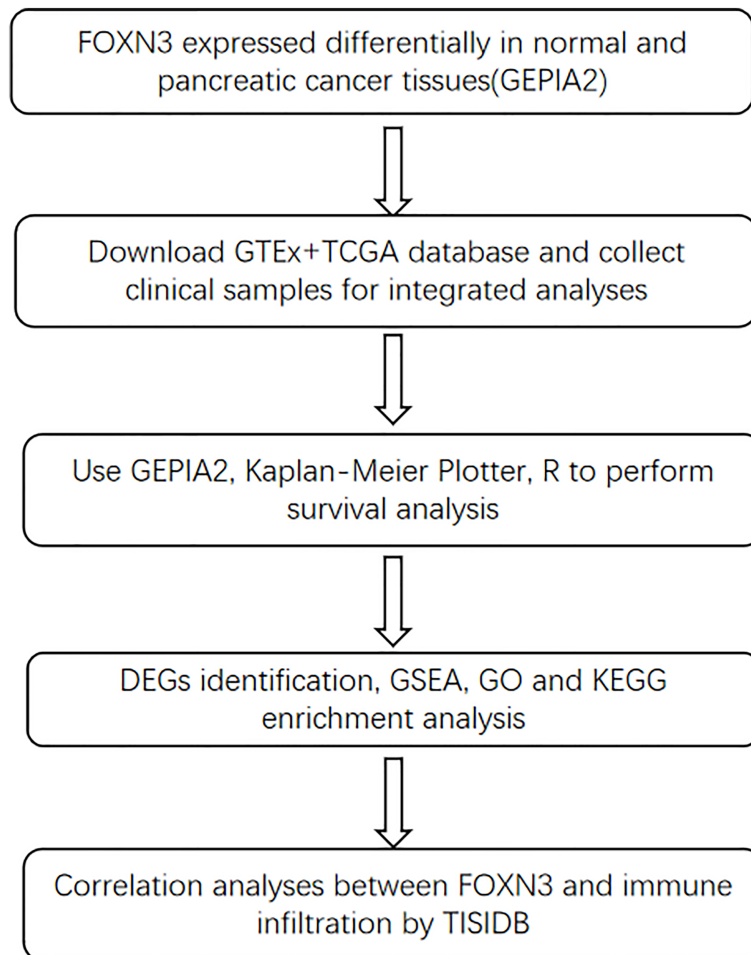 FOXN3 expressed differentially in normal and
pancreatic cancer tissues(GEPIA2)
Download GTEx+TCGA database and collect
clinical samples for integrated analyses
Use GEPIA2, Kaplan-Meier Plotter, R to perform
survival analysis
DEGs identification, GSEA, GO and KEGG
enrichment analysis
Correlation analyses between FOXN3 and immune
infiltration by TISIDB